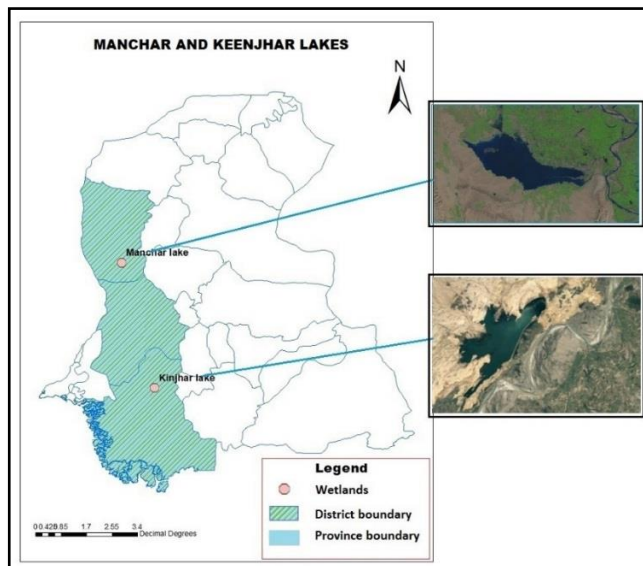 MANCHAR AND KEENJHAR LAKES
N
Manchar lake
Kinjhar lake
Legend
Wetlands
District boundary
Province boundary
0 0.425 0.85 1.7 2.55 3.4
Decimal Degrees